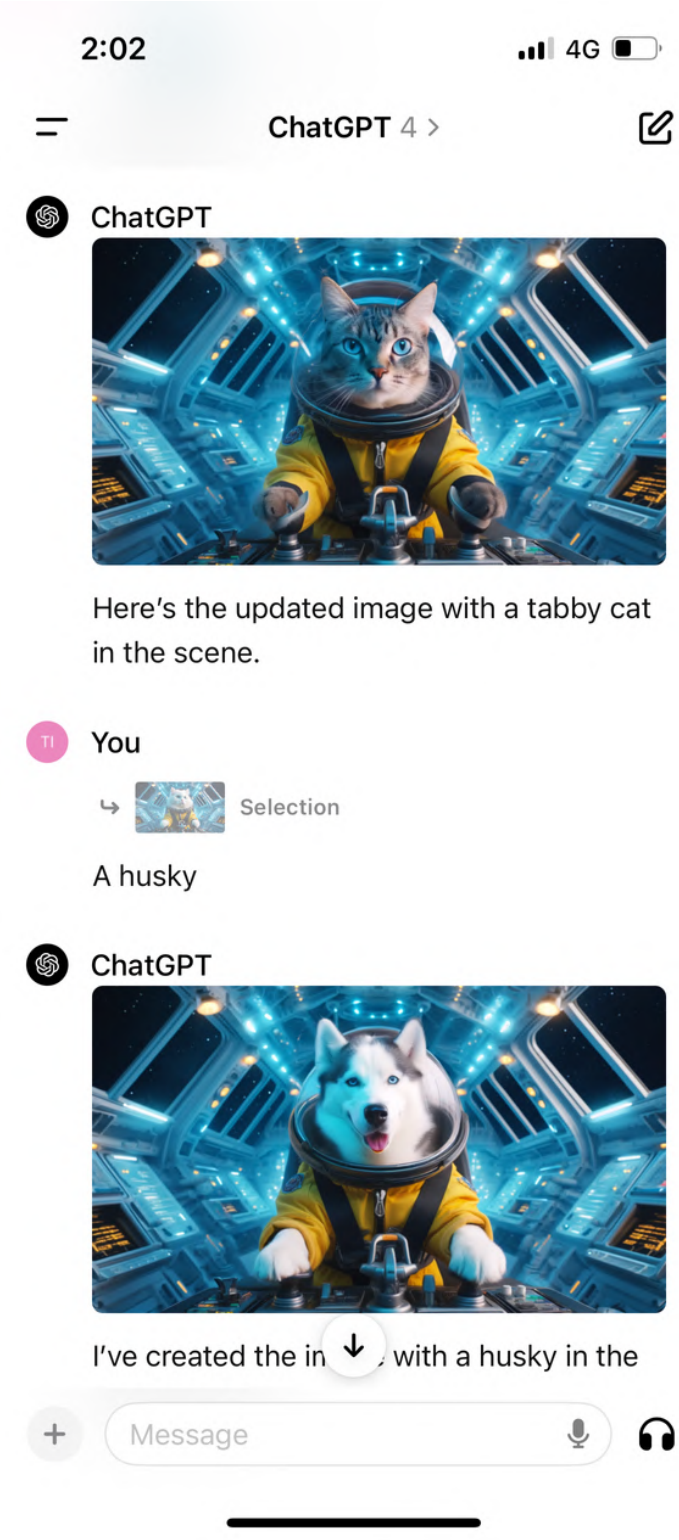 2:02
4G
ChatGPT 4 >
ChatGPT
Here's the updated image with a tabby cat
in the scene.
TI
You
Selection
A husky
ChatGPT
I've created the with a husky in the
Message